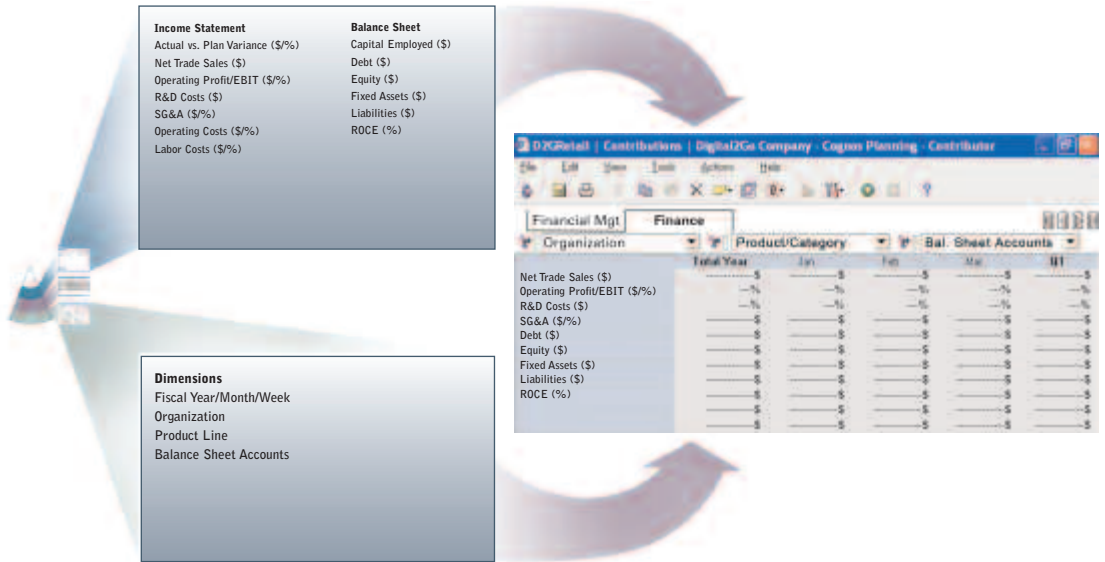 Income Statement
Actual vs. Plan Variance ($/%)
Net Trade Sales ($)
Operating Profit/EBIT ($/%)
R&D Costs ($)
SG&A ($/%)
Operating Costs ($/%)
Labor Costs ($/%)
Balance Sheet
Capital Employed ($)
Debt ($)
Equity ($)
Fixed Assets ($)
Liabilities ($)
ROCE (%)
Dimensions
Fiscal Year/Month/Week
Organization
Product Line
Balance Sheet Accounts
D2GRetail | Contributions | Digital2Go Company - Cognos Planning - Contributor
File Edit View Tools Actions Help
Financial Mgt Finance
Organization Product/Category Bal. Sheet Accounts
Total Year Jan Feb Mar
Net Trade Sales ($) $ $ $ $ $
Operating Profit/EBIT ($/%) % % % % %
R&D Costs ($) % % % % %
SG&A ($/%) $ $ $ $ $
Debt ($) $ $ $ $ $
Equity ($) $ $ $ $ $
Fixed Assets ($) $ $ $ $ $
Liabilities ($) $ $ $ $ $
ROCE (%) $ $ $ $ $
$ $ $ $ $
$ $ $ $ $